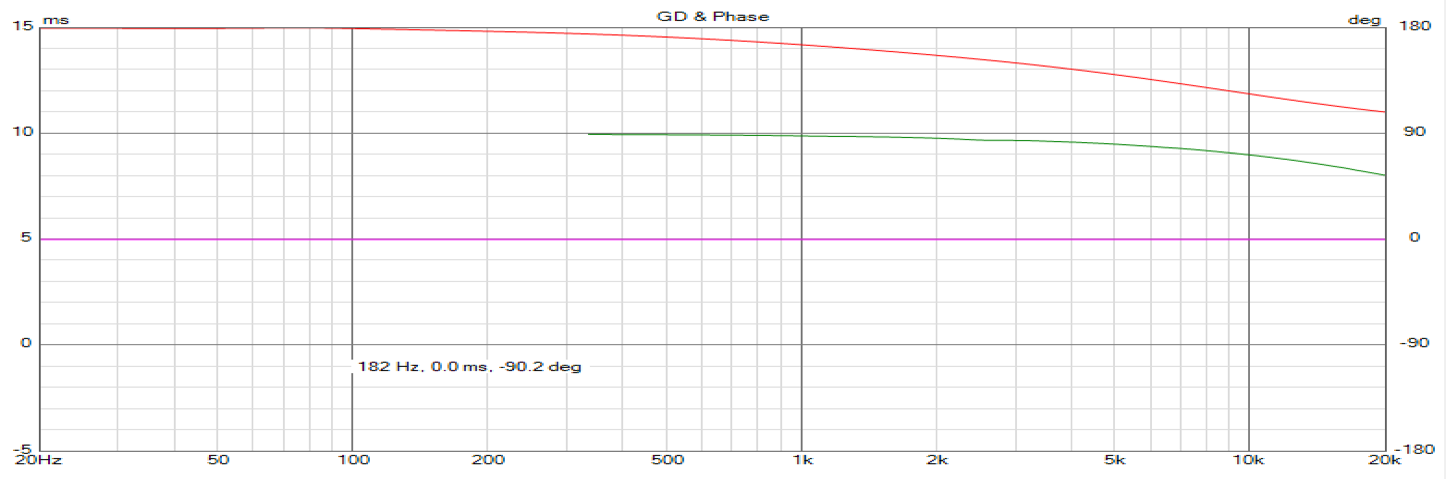 GD & Phase
15 ms deg 180
10 90
5 0
0 -90
182 Hz, 0.0 ms, -90.2 deg
-5 -180
20Hz 50 100 200 500 1k 2k 5k 10k 20k